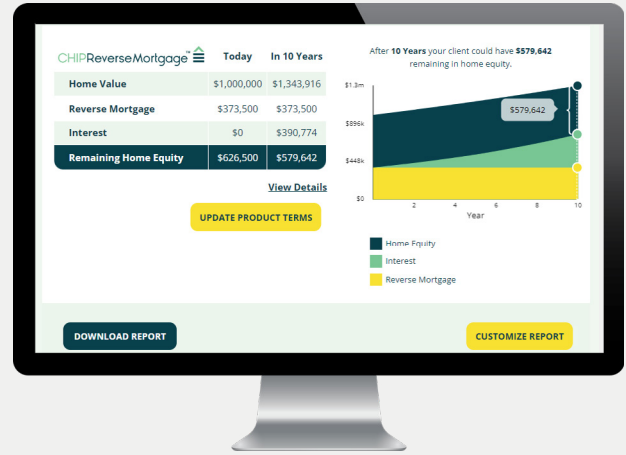 CHIPReverseMortgage™ Today In 10 Years
Home Value $1,000,000 $1,343,916
Reverse Mortgage $373,500 $373,500
Interest $0 $390,774
Remaining Home Equity $626,500 $579,642
View Details
UPDATE PRODUCT TERMS
After 10 Years your client could have $579,642
remaining in home equity.
$1.3m
$896k
$448k
$0
$579,642
2 4 6 8 10
Year
Home Equity
Interest
Reverse Mortgage
DOWNLOAD REPORT
CUSTOMIZE REPORT